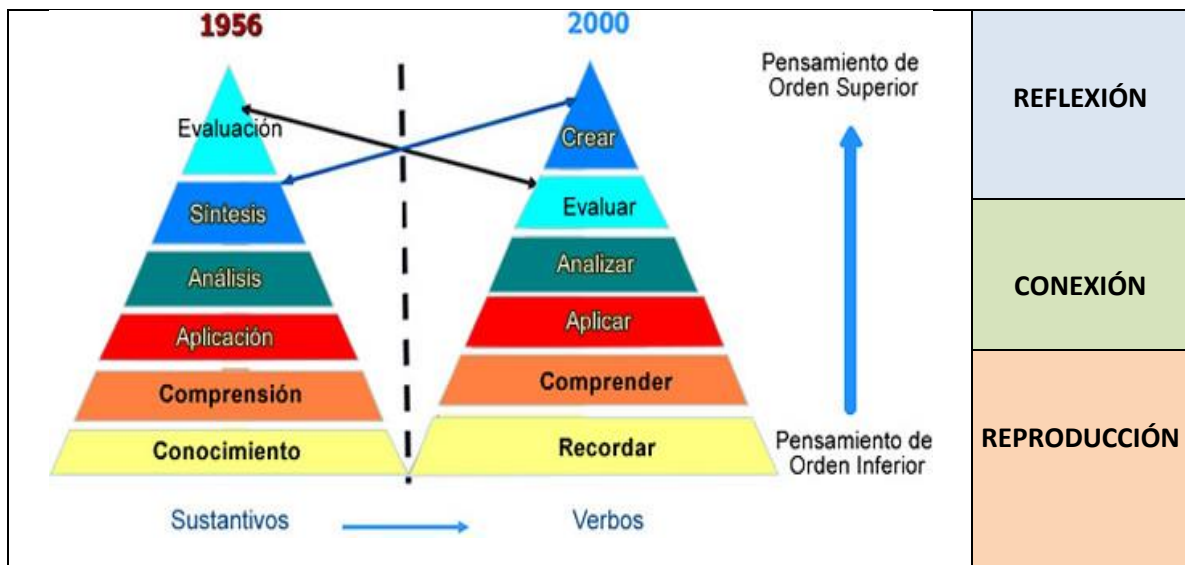 1956
Evaluación
Síntesis
Análisis
Aplicación
Comprensión
Conocimiento
Sustantivos
2000
Crear
Evaluar
Analizar
Aplicar
Comprender
Recordar
Verbos
Pensamiento de
Orden Superior
Pensamiento de
Orden Inferior
REFLEXIÓN
CONEXIÓN
REPRODUCCIÓN